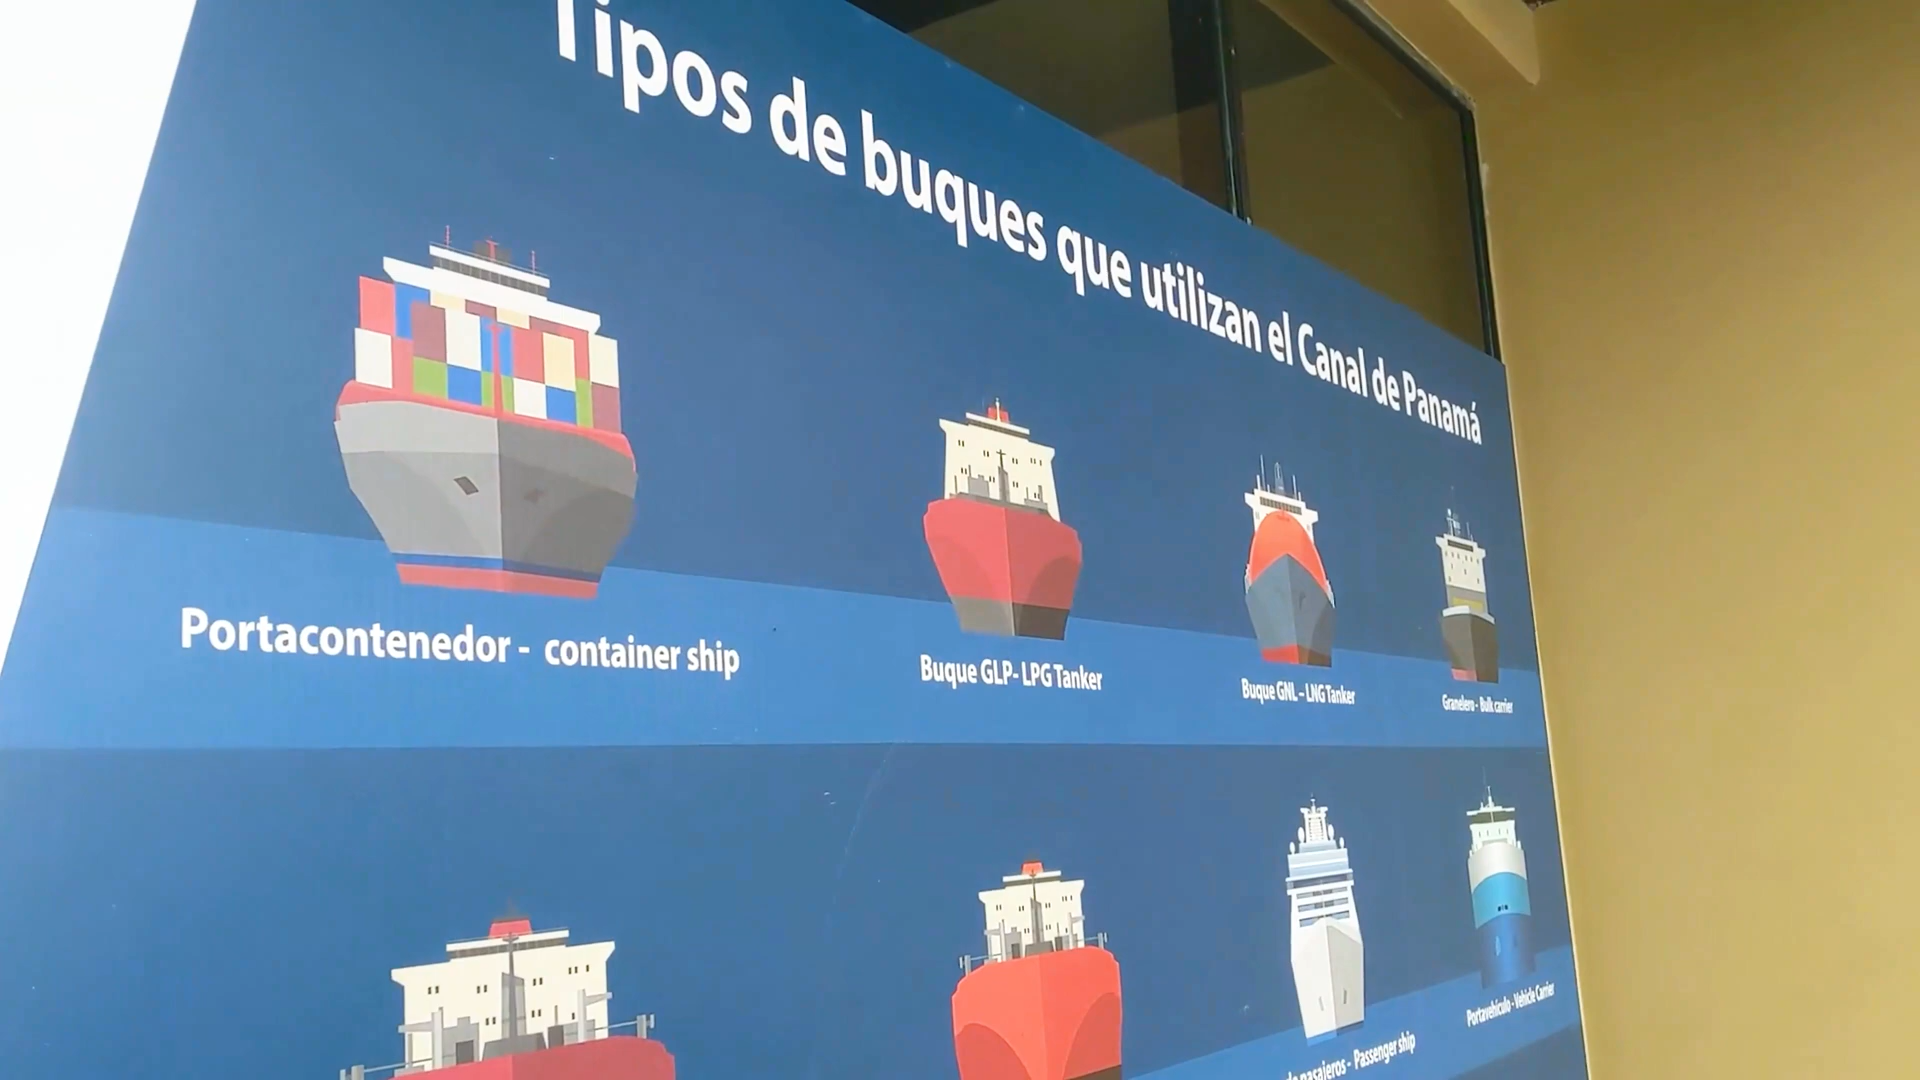 Tipos de buques que utilizan el Canal de Panamá
Portacontenedor - container ship
Buque GLP- LPG Tanker
Buque GNL - LNG Tanker
Granelero - Bulk carrier
Portavehículo - Vehicle Carrier
de pasajeros - Passenger ship